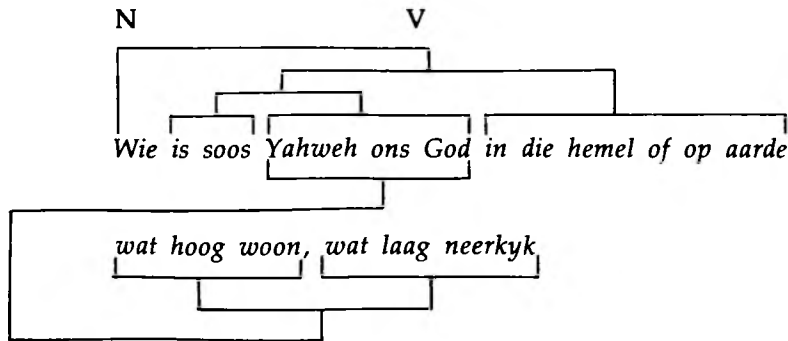 N V
Wie is soos Yahweh ons God in die hemel of op aarde
wat hoog woon, wat laag neerkyk